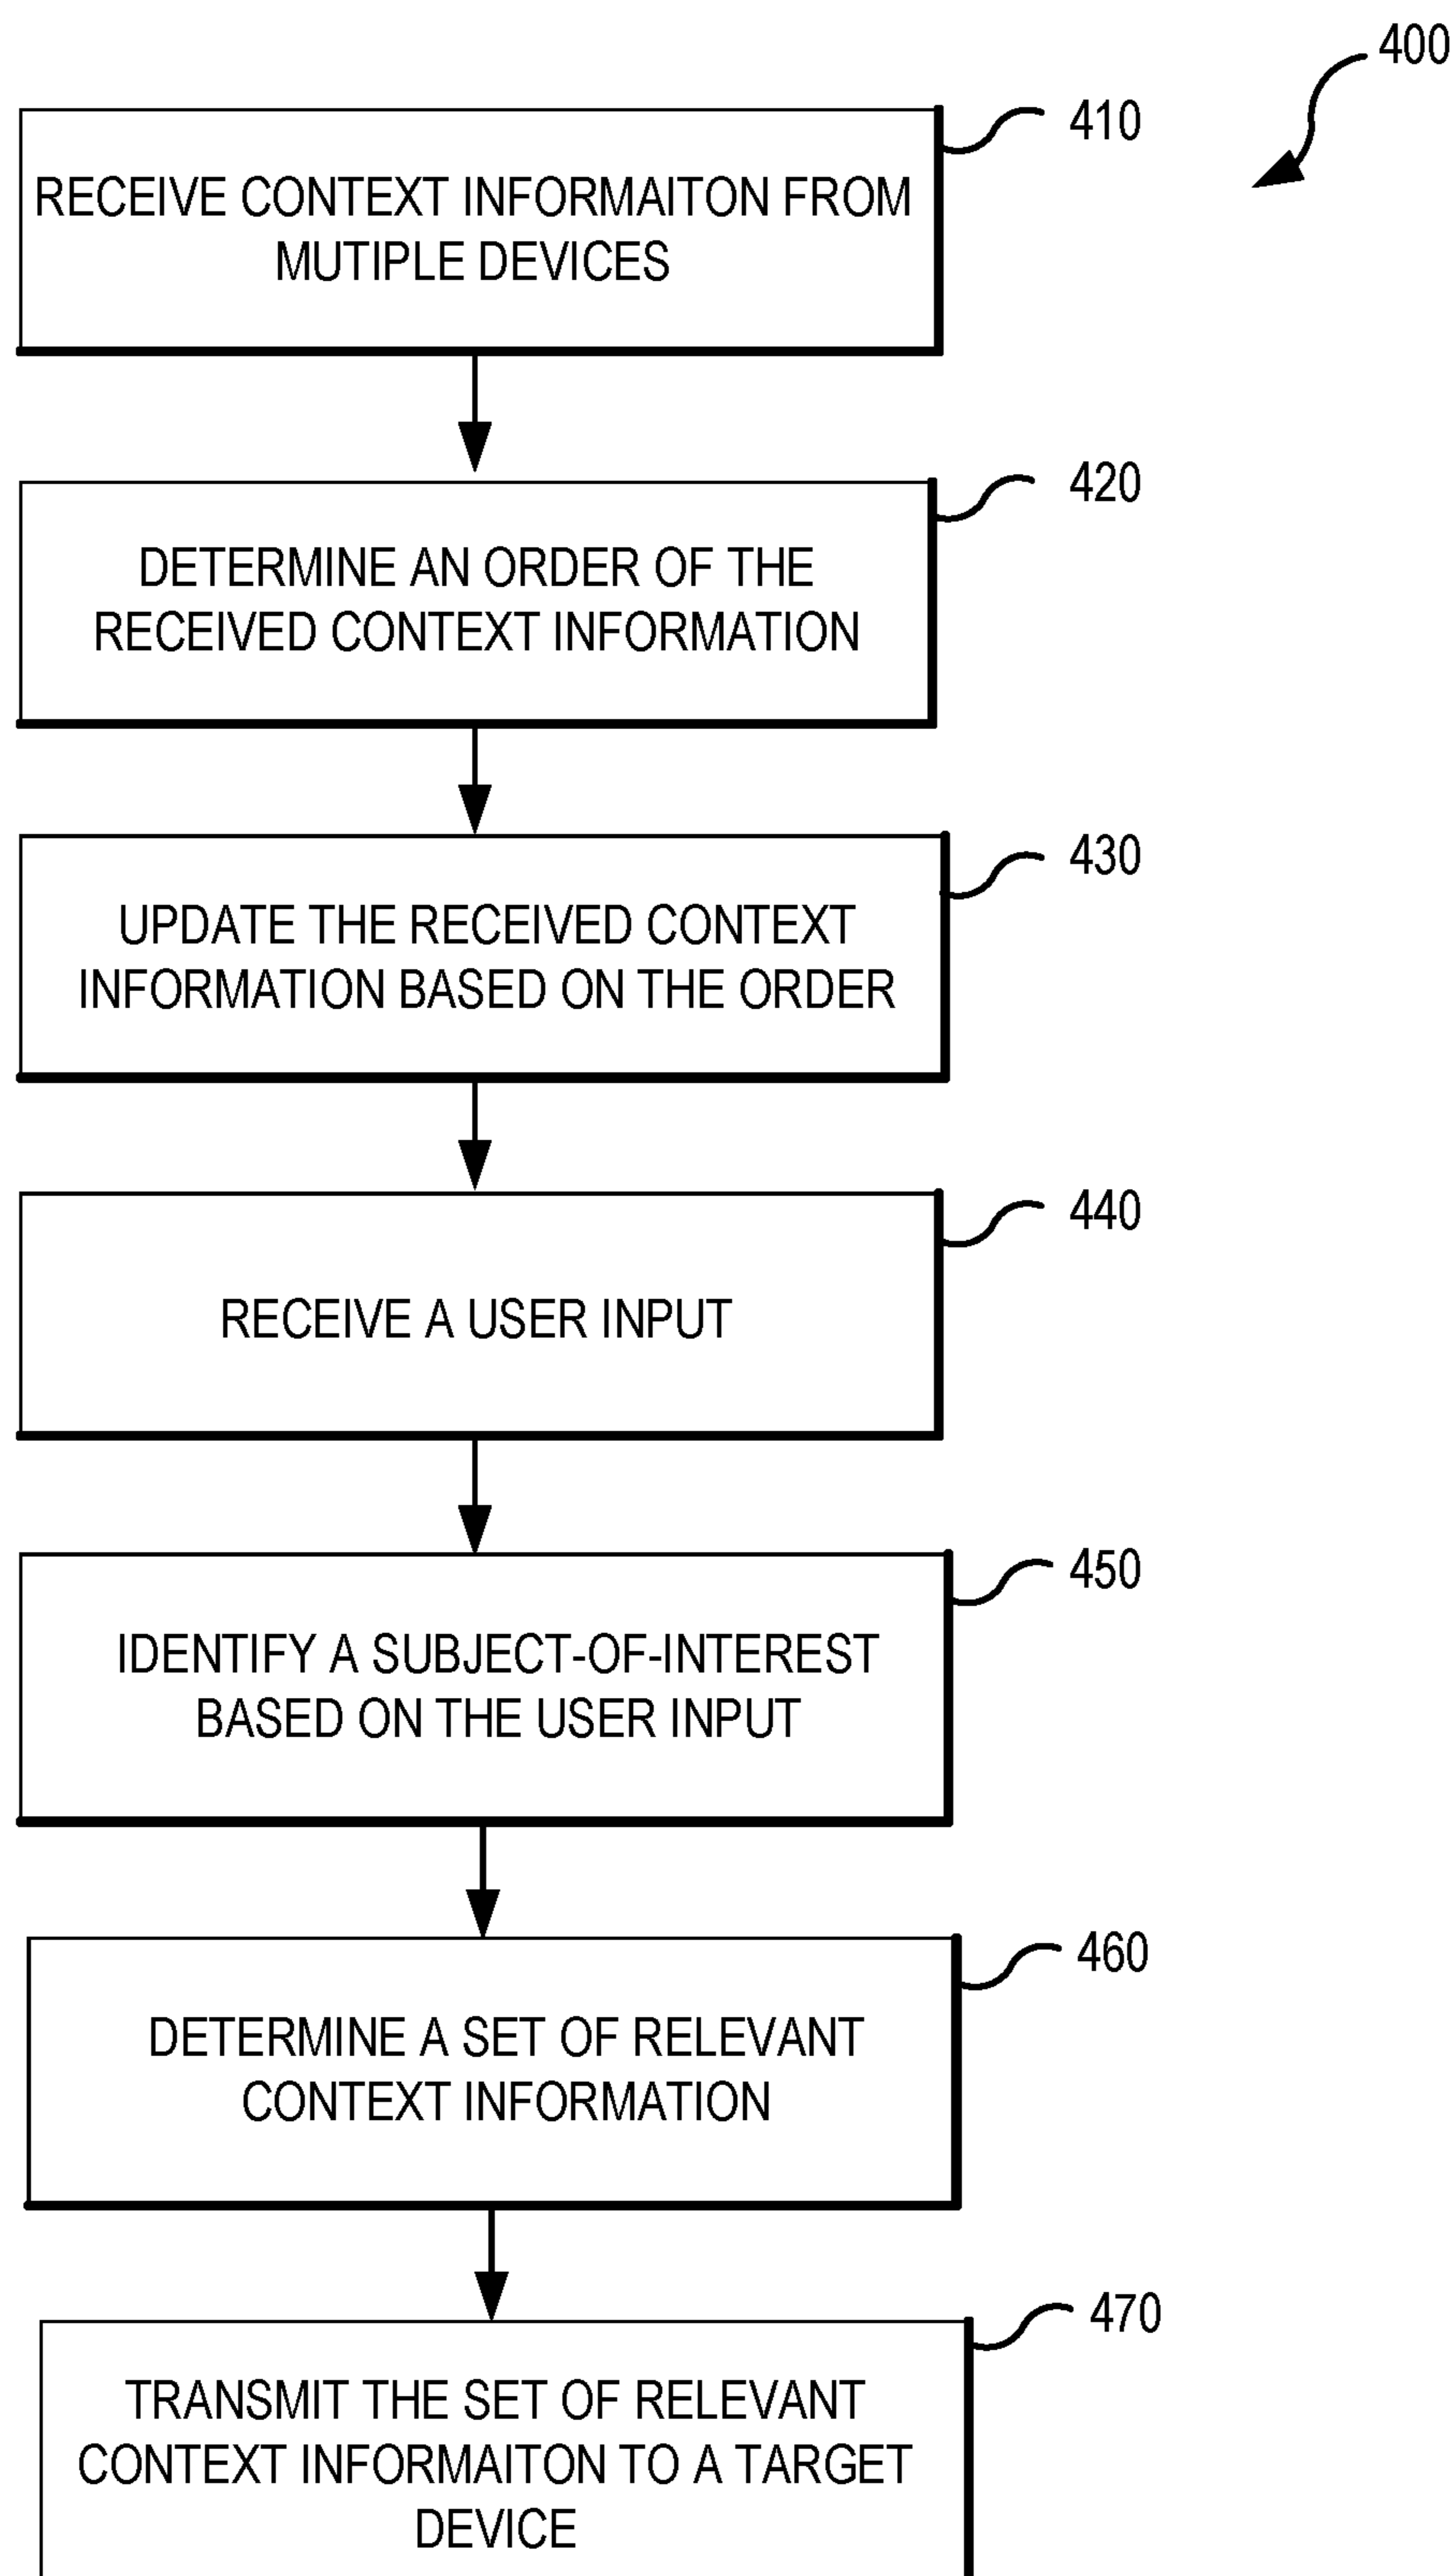 400
410
RECEIVE CONTEXT INFORMAITON FROM
MUTIPLE DEVICES
420
DETERMINE AN ORDER OF THE
RECEIVED CONTEXT INFORMATION
430
UPDATE THE RECEIVED CONTEXT
INFORMATION BASED ON THE ORDER
440
RECEIVE A USER INPUT
450
IDENTIFY A SUBJECT-OF-INTEREST
BASED ON THE USER INPUT
460
DETERMINE A SET OF RELEVANT
CONTEXT INFORMATION
470
TRANSMIT THE SET OF RELEVANT
CONTEXT INFORMAITON TO A TARGET
DEVICE